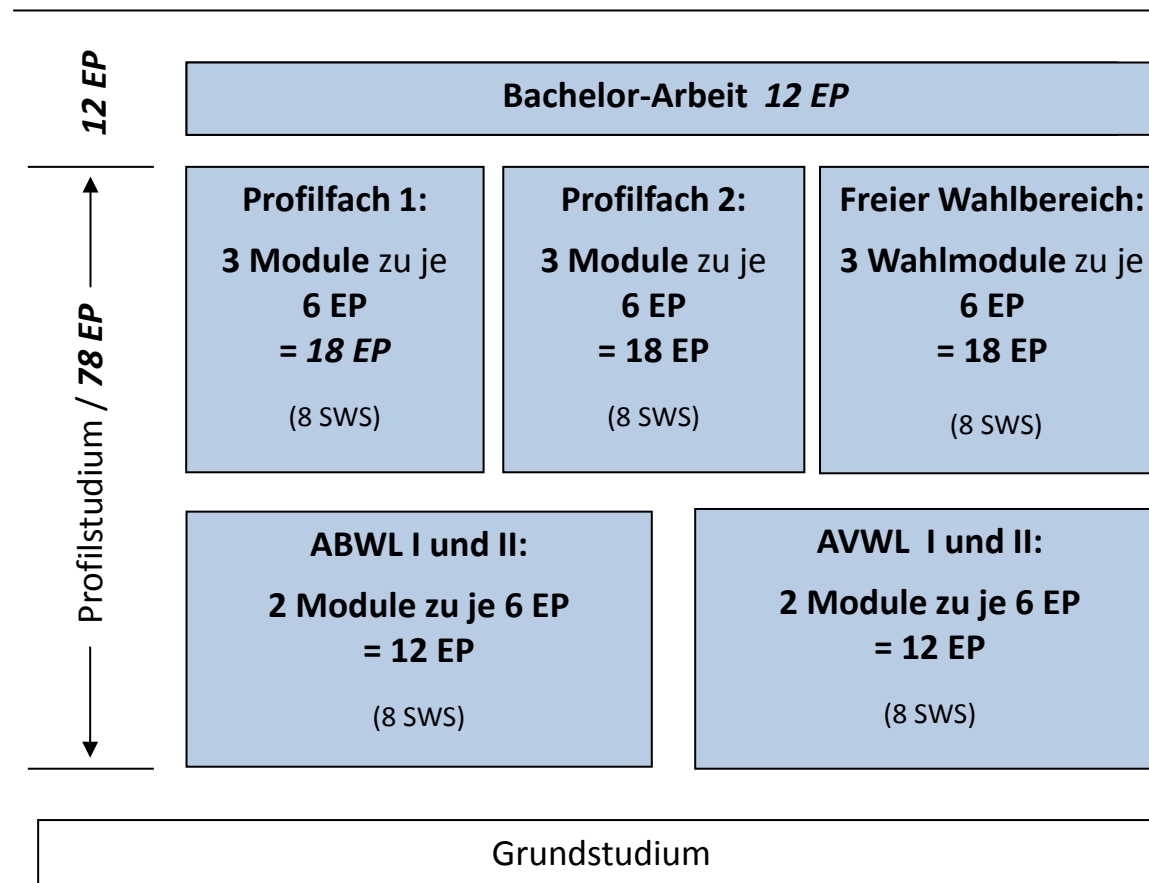 12 EP
Bachelor-Arbeit 12 EP
Profilstudium / 78 EP
Profilfach 1:
3 Module zu je
6 EP
= 18 EP
(8 SWS)
Profilfach 2:
3 Module zu je
6 EP
= 18 EP
(8 SWS)
Freier Wahlbereich:
3 Wahlmodule zu je
6 EP
= 18 EP
(8 SWS)
ABWL I und II:
2 Module zu je 6 EP
= 12 EP
(8 SWS)
AVWL I und II:
2 Module zu je 6 EP
= 12 EP
(8 SWS)
Grundstudium